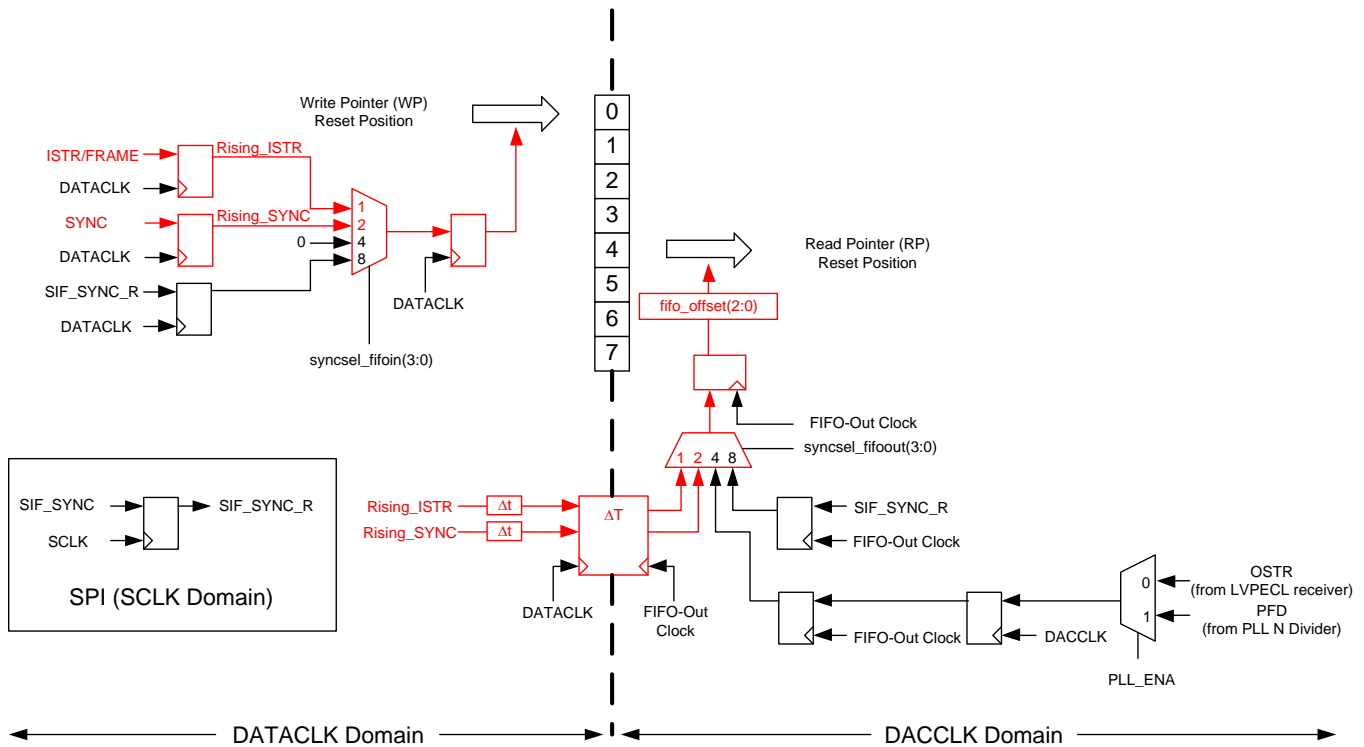 Write Pointer (WP)
Reset Position
0
1
2
3
4
5
6
7
ISTR/FRAME
Rising_ISTR
DATACLK
SYNC
Rising_SYNC
DATACLK
SIF_SYNC_R
DATACLK
0
1
2
4
8
DATACLK
syncsel_fifoin(3:0)
Read Pointer (RP)
Reset Position
fifo_offset(2:0)
FIFO-Out Clock
syncsel_fifoout(3:0)
1 2 4 8
SIF_SYNC
SIF_SYNC_R
SCLK
SPI (SCLK Domain)
Rising_ISTR
Δt
Rising_SYNC
Δt
ΔT
DATACLK
FIFO-Out
Clock
SIF_SYNC_R
FIFO-Out Clock
FIFO-Out Clock
DACCLK
0
1
OSTR
(from LVPECL receiver)
PFD
(from PLL N Divider)
PLL_ENA
DATACLK Domain
DACCLK Domain